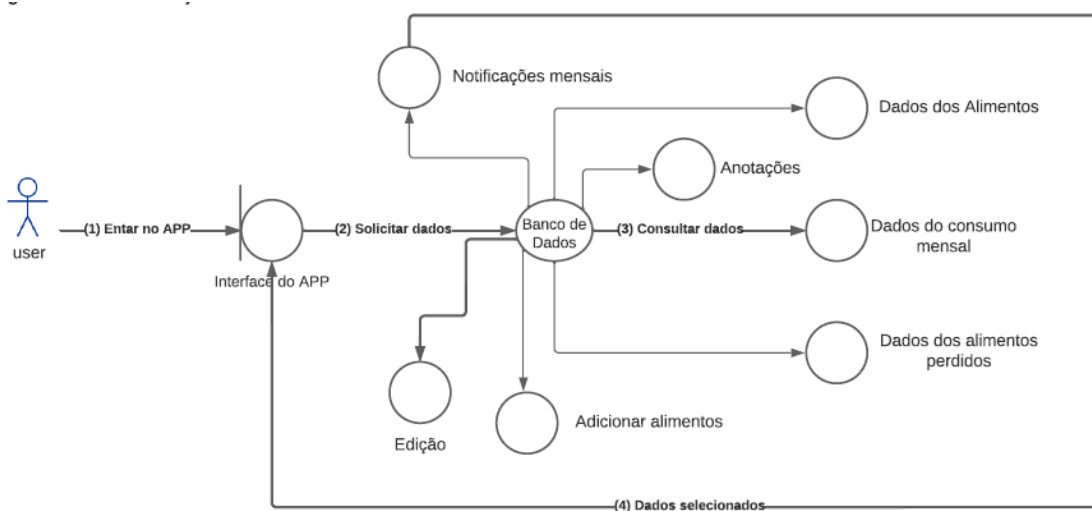 Notificações mensais
Dados dos Alimentos
Anotações
user
(1) Entar no APP
Interface do APP
(2) Solicitar dados
Banco de
Dados
(3) Consultar dados
Dados do consumo
mensal
Dados dos alimentos
perdidos
Edição
Adicionar alimentos
(4) Dados selecionados